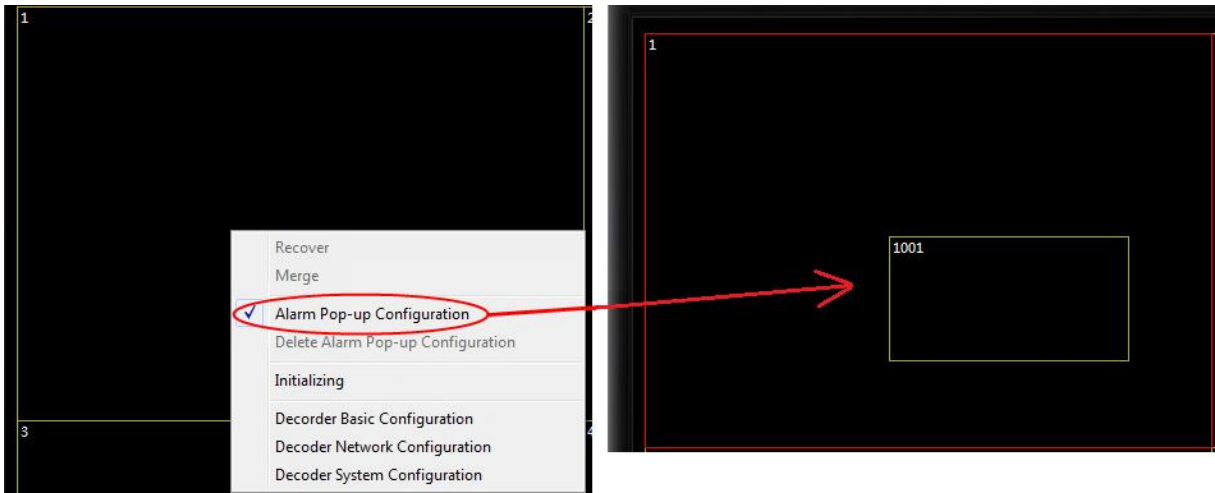 1
2
Recover
Merge
Alarm Pop-up Configuration
Delete Alarm Pop-up Configuration
Initializing
Decorder Basic Configuration
Decoder Network Configuration
Decoder System Configuration
3
4
1
1001